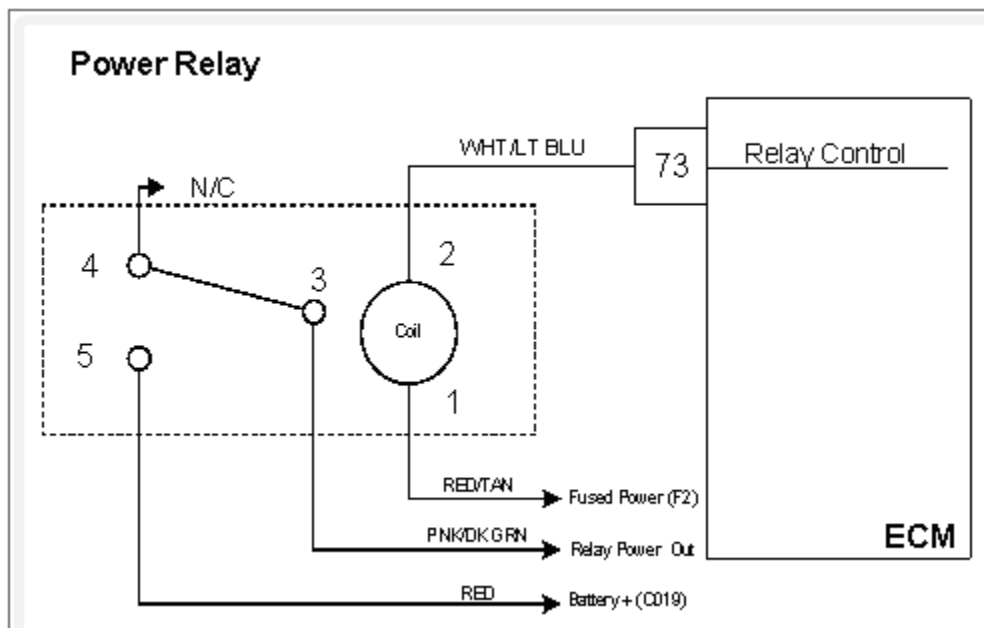 Power Relay
WHT/LT BLU
73
Relay Control
N/C
4
3
2
Coil
5
1
RED/TAN
Fused Power (F2)
PNK/DK GRN
Relay Power Out
ECM
RED
Battery+ (C019)